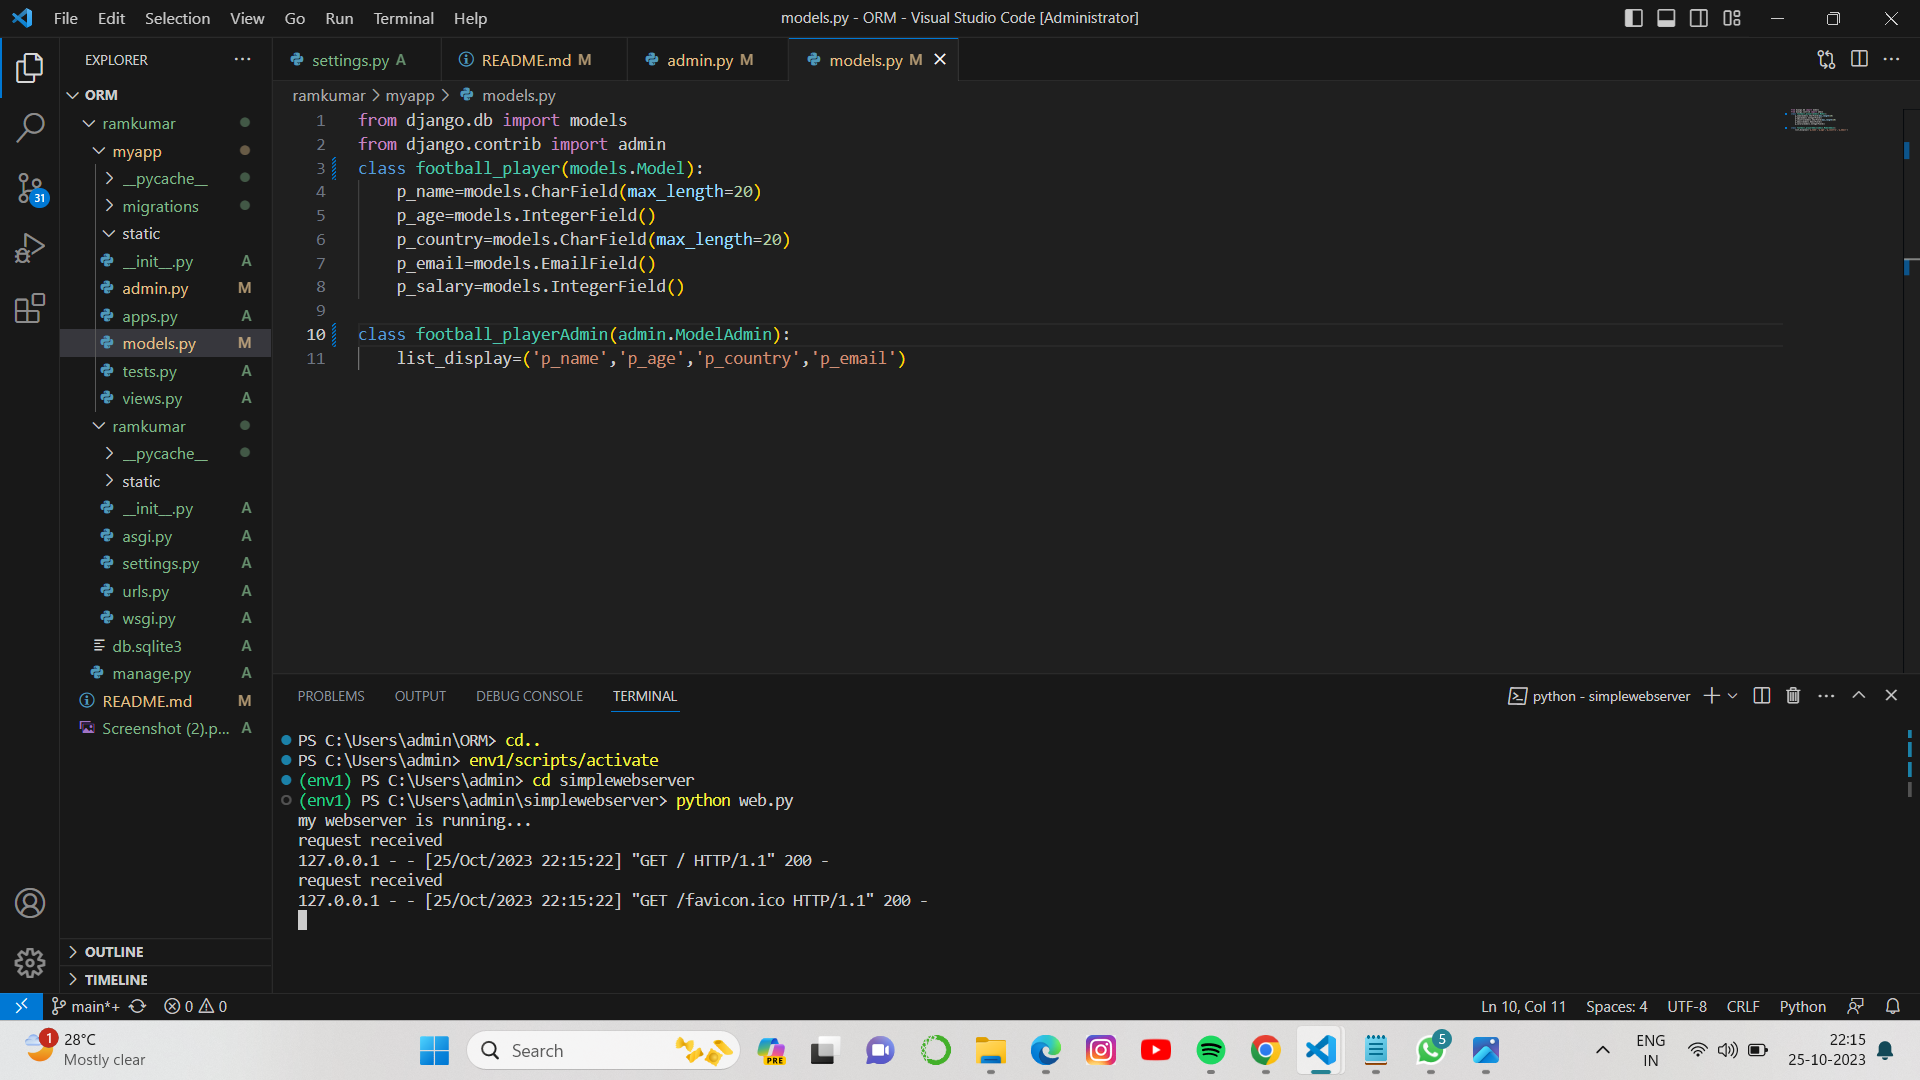 File Edit Selection View Go Run Terminal Help
models.py - ORM - Visual Studio Code [Administrator]
EXPLORER
settings.py A
README.md M
admin.py M
models.py M
ORM
ramkumar
myapp
__pycache__
migrations
static
__init__.py A
admin.py M
apps.py A
models.py M
tests.py A
views.py A
ramkumar
__pycache__
static
__init__.py A
asgi.py A
settings.py A
urls.py A
wsgi.py A
db.sqlite3 A
manage.py A
README.md M
Screenshot (2).p... A
31
OUTLINE
TIMELINE
ramkumar > myapp > models.py
1 from django.db import models
2 from django.contrib import admin
3 class football_player(models.Model):
4 p_name=models.CharField(max_length=20)
5 p_age=models.IntegerField()
6 p_country=models.CharField(max_length=20)
7 p_email=models.EmailField()
8 p_salary=models.IntegerField()
9
10 class football_playerAdmin(admin.ModelAdmin):
11 list_display=('p_name','p_age','p_country','p_email')
PROBLEMS OUTPUT DEBUG CONSOLE TERMINAL
python - simplewebserver
PS C:\Users\admin\ORM> cd..
PS C:\Users\admin> env1/scripts/activate
(env1) PS C:\Users\admin> cd simplewebserver
(env1) PS C:\Users\admin\simplewebserver> python web.py
my webserver is running...
request received
127.0.0.1 - - [25/Oct/2023 22:15:22] "GET / HTTP/1.1" 200 -
request received
127.0.0.1 - - [25/Oct/2023 22:15:22] "GET /favicon.ico HTTP/1.1" 200 -
main*+ 0 0
Ln 10, Col 11 Spaces: 4 UTF-8 CRLF Python
1
28°C
Mostly clear
Search
PRE
5
ENG
IN
22:15
25-10-2023